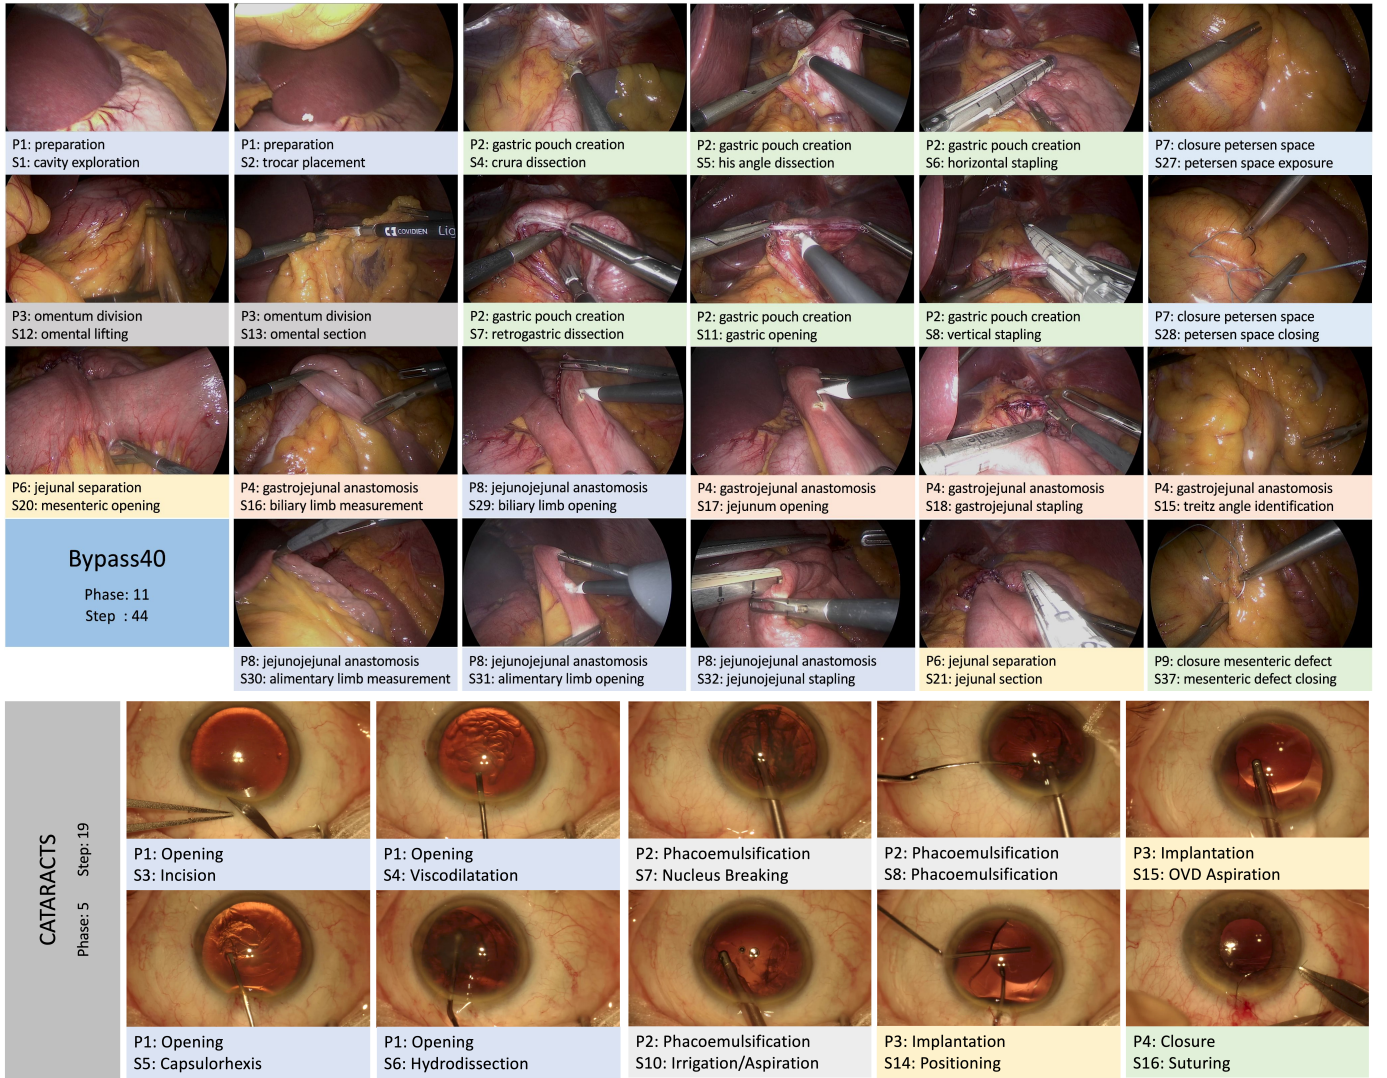 P1: preparation
S1: cavity exploration
P1: preparation
S2: trocar placement
P2: gastric pouch creation
S4: crura dissection
P2: gastric pouch creation
S5: his angle dissection
P2: gastric pouch creation
S6: horizontal stapling
P7: closure petersen space
S27: petersen space exposure
COVIDIEN Lig
P3: omentum division
S12: omental lifting
P3: omentum division
S13: omental section
P2: gastric pouch creation
S7: retrogastric dissection
P2: gastric pouch creation
S11: gastric opening
P2: gastric pouch creation
S8: vertical stapling
P7: closure petersen space
S28: petersen space closing
P6: jejunal separation
S20: mesenteric opening
P4: gastrojejunal anastomosis
S16: biliary limb measurement
P8: jejunojejunal anastomosis
S29: biliary limb opening
P4: gastrojejunal anastomosis
S17: jejunum opening
P4: gastrojejunal anastomosis
S18: gastrojejunal stapling
P4: gastrojejunal anastomosis
S15: treitz angle identification
Bypass40
Phase: 11
Step : 44
P8: jejunojejunal anastomosis
S30: alimentary limb measurement
P8: jejunojejunal anastomosis
S31: alimentary limb opening
P8: jejunojejunal anastomosis
S32: jejunojejunal stapling
P6: jejunal separation
S21: jejunal section
P9: closure mesenteric defect
S37: mesenteric defect closing
CATARACTS
Phase: 5 Step: 19
P1: Opening
S3: Incision
P1: Opening
S4: Viscodilatation
P2: Phacoemulsification
S7: Nucleus Breaking
P2: Phacoemulsification
S8: Phacoemulsification
P3: Implantation
S15: OVD Aspiration
P1: Opening
S5: Capsulorhexis
P1: Opening
S6: Hydrodissection
P2: Phacoemulsification
S10: Irrigation/Aspiration
P3: Implantation
S14: Positioning
P4: Closure
S16: Suturing